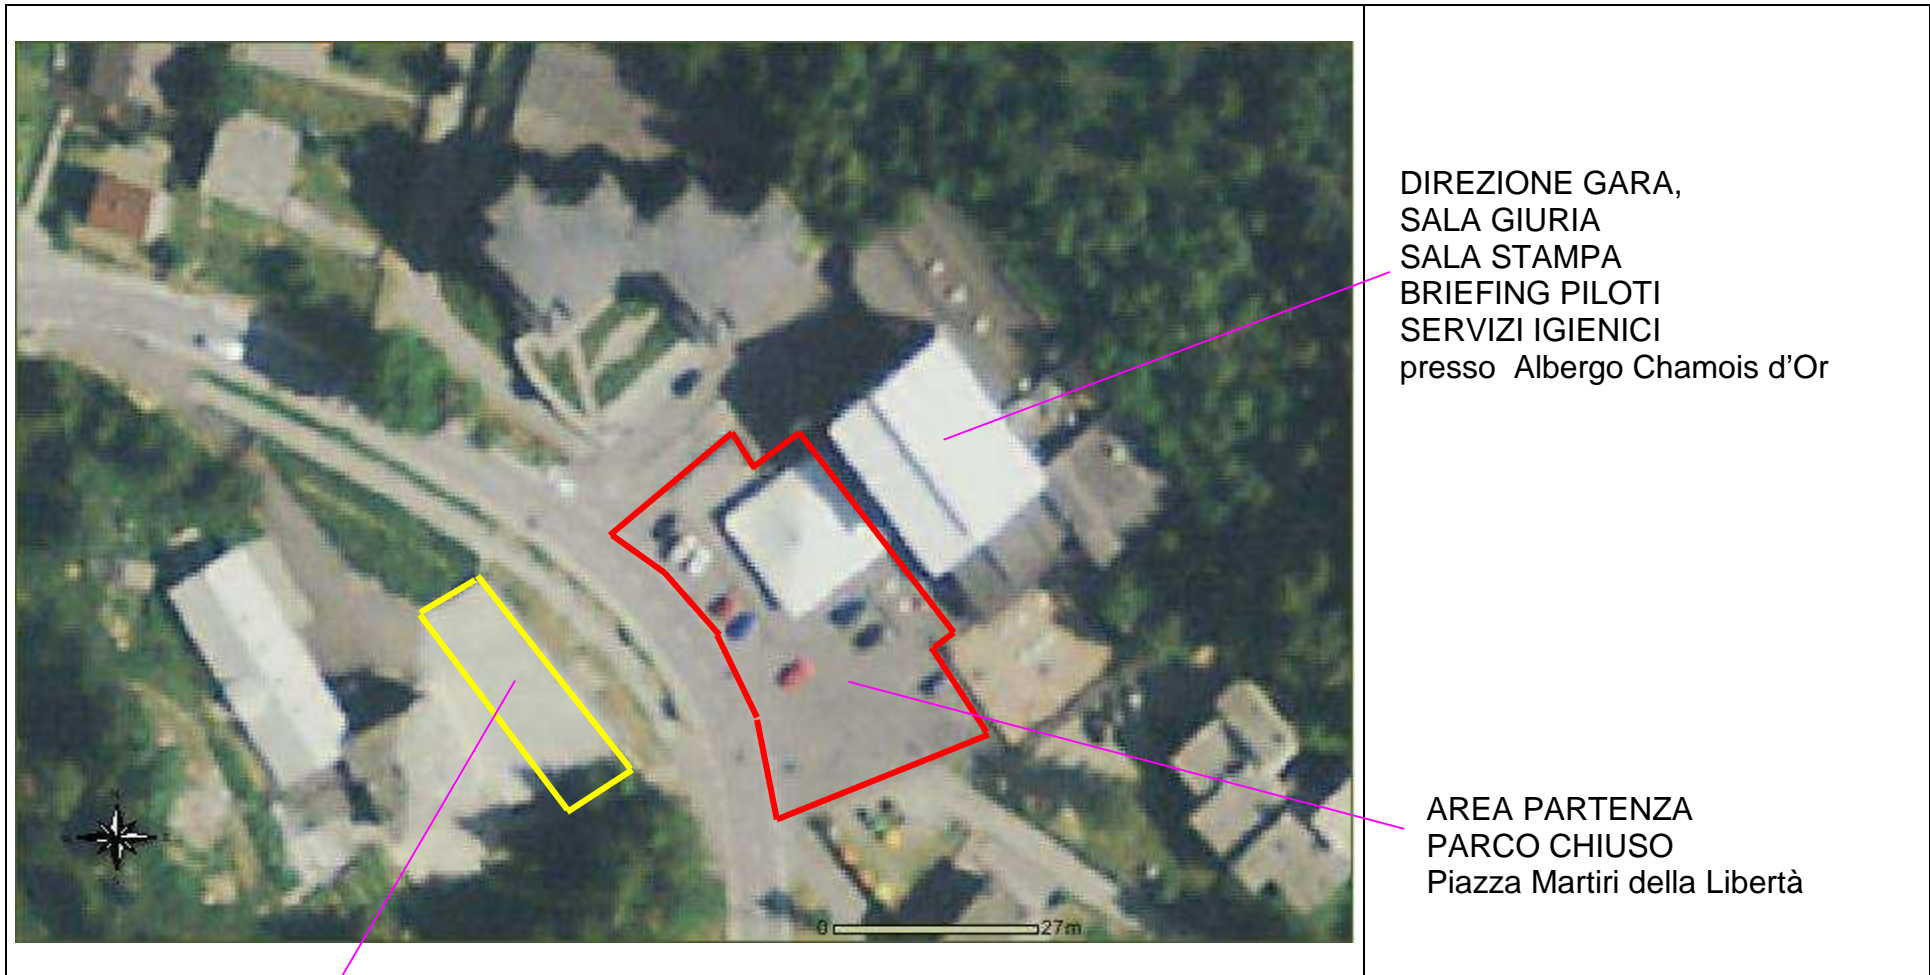 DIREZIONE GARA,
SALA GIURIA
SALA STAMPA
BRIEFING PILOTI
SERVIZI IGIENICI
presso Albergo Chamois d'Or
AREA PARTENZA
PARCO CHIUSO
Piazza Martiri della Libertà
0 27m